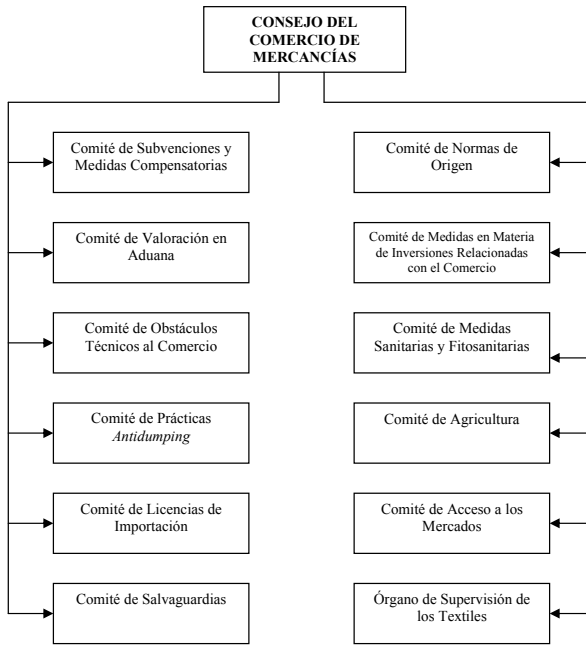 CONSEJO DEL
COMERCIO DE
MERCANCÍAS
Comité de Subvenciones y
Medidas Compensatorias
Comité de Normas de
Origen
Comité de Valoración en
Aduana
Comité de Medidas en Materia
de Inversiones Relacionadas
con el Comercio
Comité de Obstáculos
Técnicos al Comercio
Comité de Medidas
Sanitarias y Fitosanitarias
Comité de Prácticas
Antidumping
Comité de Agricultura
Comité de Licencias de
Importación
Comité de Acceso a los
Mercados
Comité de Salvaguardias
Órgano de Supervisión de
los Textiles